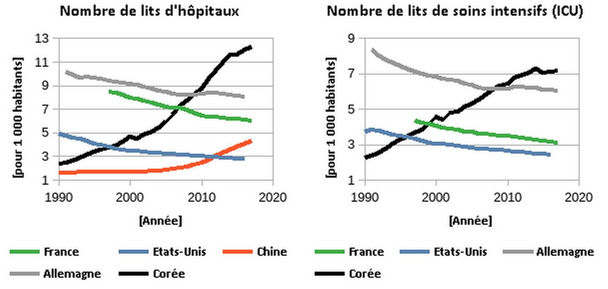 Nombre de lits d'hôpitaux
[pour 1 000 habitants]
13
11
9
7
5
3
1
1990
2000
2010
2020
[Année]
France
Etats-Unis
Chine
Allemagne
Corée
Nombre de lits de soins intensifs (ICU)
[pour 1 000 habitants]
9
7
5
3
1
1990
2000
2010
2020
[Année]
France
Etats-Unis
Allemagne
Corée